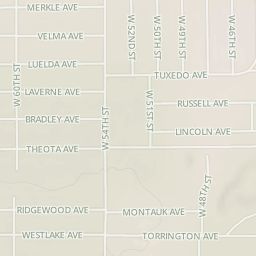 MERKLE AVE
VELMA AVE
LUELDA AVE
TUXEDO AVE
LAVERNE AVE
RUSSELL AVE
BRADLEY AVE
LINCOLN AVE
THEOTA AVE
RIDGEWOOD AVE
MONTAUK AVE
WESTLAKE AVE
TORRINGTON AVE
W 60TH ST
W 54TH ST
W 52ND ST
W 51ST ST
W 50TH ST
W 49TH ST
W 48TH ST
W 46TH ST